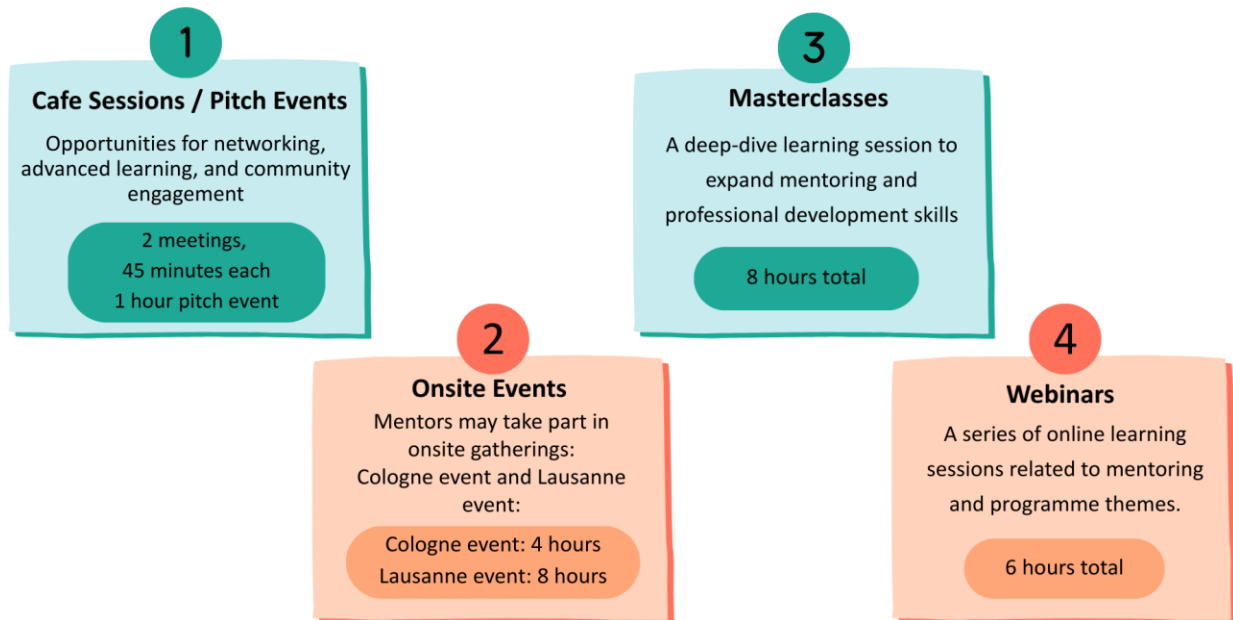 1
Cafe Sessions / Pitch Events
Opportunities for networking,
advanced learning, and community
engagement
2 meetings,
45 minutes each
1 hour pitch event
2
Onsite Events
Mentors may take part in
onsite gatherings:
Cologne event and Lausanne
event:
Cologne event: 4 hours
Lausanne event: 8 hours
3
Masterclasses
A deep-dive learning session to
expand mentoring and
professional development skills
8 hours total
4
Webinars
A series of online learning
sessions related to mentoring
and programme themes.
6 hours total